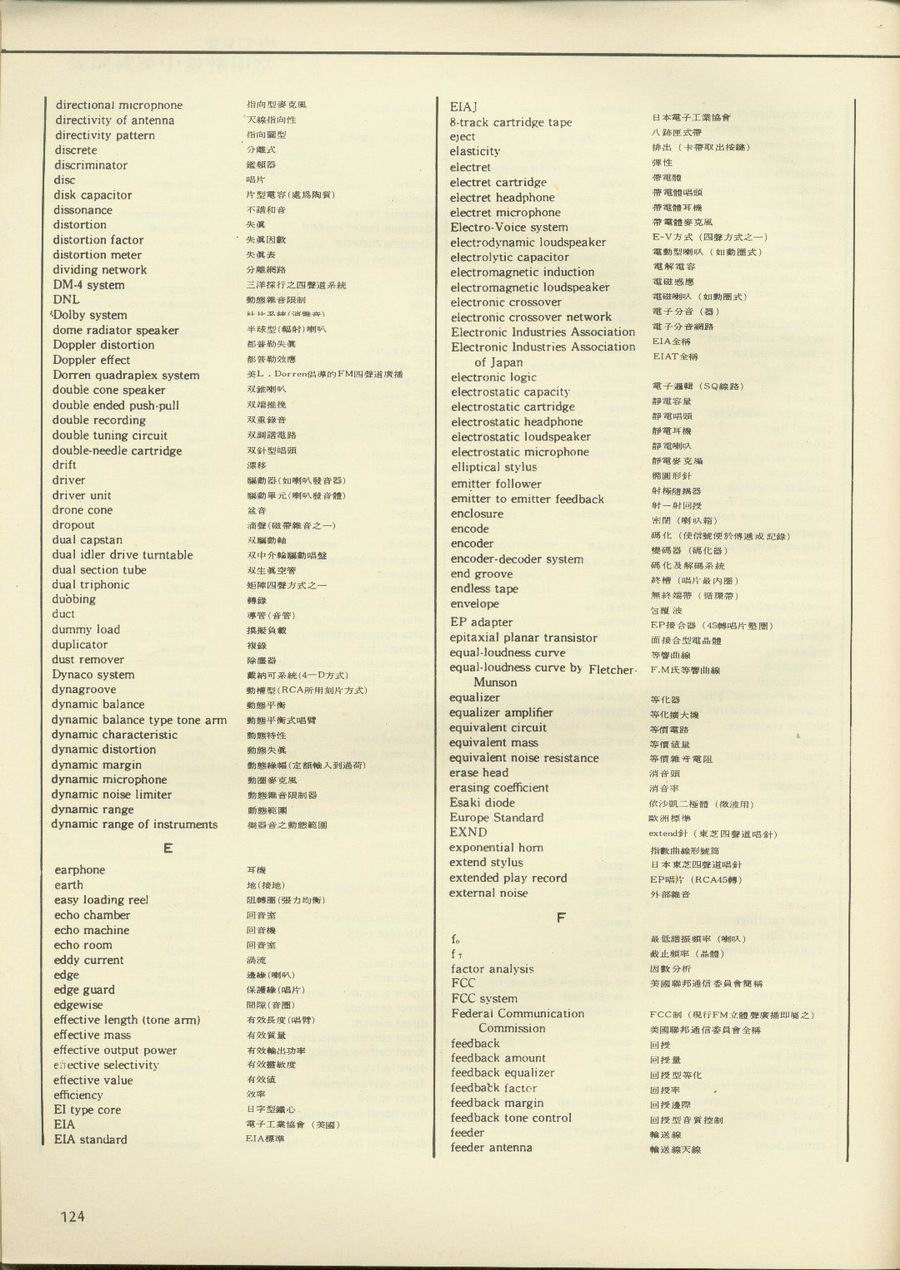 directional microphone 指向型麥克風
directivity of antenna 天線指向性
directivity pattern 指向圖型
discrete 分離式
discriminator 鑑頻器
disc 唱片
disk capacitor 片型電容(處爲陶質)
dissonance 不諧和音
distortion 失眞
distortion factor 失眞因數
distortion meter 失眞表
dividing network 分離網路
DM-4 system 三洋採行之四聲道系統
DNL 動態雜音限制
Dolby system 杜比系統(消雜音)
dome radiator speaker 半球型(輻射)喇叭
Doppler distortion 都普勒失眞
Doppler effect 都普勒效應
Dorren quadraplex system 美L．Dorren倡導的FM四聲道廣播
double cone speaker 双錐喇叭
double ended push-pull 双端推挽
double recording 双重錄音
double tuning circuit 双調諧電路
double-needle cartridge 双針型唱頭
drift 漂移
driver 驅動器(如喇叭發音器)
driver unit 驅動單元(喇叭發音體)
drone cone 盆音
dropout 滴聲(磁帶雜音之一)
dual capstan 双驅動軸
dual idler drive turntable 双中介輪驅動唱盤
dual section tube 双生眞空管
dual triphonic 矩陣四聲方式之一
dubbing 轉錄
duct 導管(音管)
dummy load 摸擬負載
duplicator 複錄
dust remover 除塵器
Dynaco system 戴納可系統(4—D方式)
dynagroove 動槽型(RCA所用刻片方式)
dynamic balance 動態平衡
dynamic balance type tone arm 動態平衡式唱臂
dynamic characteristic 動態特性
dynamic distortion 動態失眞
dynamic margin 動態緣幅(定額輸入到過荷)
dynamic microphone 動圈麥克風
dynamic noise limiter 動態雜音限制器
dynamic range 動態範圍
dynamic range of instruments 樂器音之動態範圍
E
earphone 耳機
earth 地(接地)
easy loading reel 阻轉圈(張力均衡)
echo chamber 回音室
echo machine 回音機
echo room 回音室
eddy current 渦流
edge 邊緣(喇叭)
edge guard 保護緣(唱片)
edgewise 間隙(音圈)
effective length (tone arm) 有效長度(唱臂)
effective mass 有效質量
effective output power 有效輸出功率
effective selectivity 有效靈敏度
effective value 有效値
efficiency 效率
EI type core 日字型鐵心
EIA 電子工業協會（美國）
EIA standard EIA標準
EIAJ 日本電子工業協會
8-track cartridge tape 八跡匣式帶
eject 排出（卡帶取出按鍵）
elasticity 彈性
electret 帶電體
electret cartridge 帶電體唱頭
electret headphone 帶電體耳機
electret microphone 帶電體麥克風
Electro-Voice system E-V方式（四聲方式之一）
electrodynamic loudspeaker 電動型喇叭（如動圈式）
electrolytic capacitor 電解電容
electromagnetic induction 電磁感應
electromagnetic loudspeaker 電磁喇叭（如動圈式）
electronic crossover 電子分音（器）
electronic crossover network 電子分音網路
Electronic Industries Association EIA全稱
Electronic Industries Association EIAT全稱
of Japan
electronic logic 電子邏輯（SQ線路）
electrostatic capacity 靜電容量
electrostatic cartridge 靜電唱頭
electrostatic headphone 靜電耳機
electrostatic loudspeaker 靜電喇叭
electrostatic microphone 靜電麥克風
elliptical stylus 橢圓形針
emitter follower 射極隨耦器
emitter to emitter feedback 射一射回授
enclosure 密閉（喇叭箱）
encode 碼化（使信號便於傳遞或記錄）
encoder 變碼器（碼化器）
encoder-decoder system 碼化及解碼系統
end groove 終槽（唱片最內圈）
endless tape 無終端帶（循環帶）
envelope 包覆波
EP adapter EP接合器（45轉唱片墊圈）
epitaxial planar transistor 面接合型電晶體
equal-loudness curve 等響曲線
equal-loudness curve by Fletcher- F.M氏等響曲線
Munson
equalizer 等化器
equalizer amplifier 等化擴大機
equivalent circuit 等價電路
equivalent mass 等價値量
equivalent noise resistance 等價雜音電阻
erase head 消音頭
erasing coefficient 消音率
Esaki diode 依沙凱二極體（微波用）
Europe Standard 歐洲標準
EXND extend針（東芝四聲道唱針）
exponential horn 指數曲線形號筒
extend stylus 日本東芝四聲道唱針
extended play record EP唱片（RCA45轉）
external noise 外部雜音
F
f₀ 最低諧振頻率（喇叭）
f T 截止頻率（晶體）
factor analysis 因數分析
FCC 美國聯邦通信委員會簡稱
FCC system
Federal Communication FCC制（現行FM立體聲廣播即屬之）
Commission 美國聯邦通信委員會全稱
feedback 回授
feedback amount 回授量
feedback equalizer 回授型等化
feedback factor 回授率
feedback margin 回授邊際
feedback tone control 回授型音質控制
feeder 輸送線
feeder antenna 輸送線天線
124